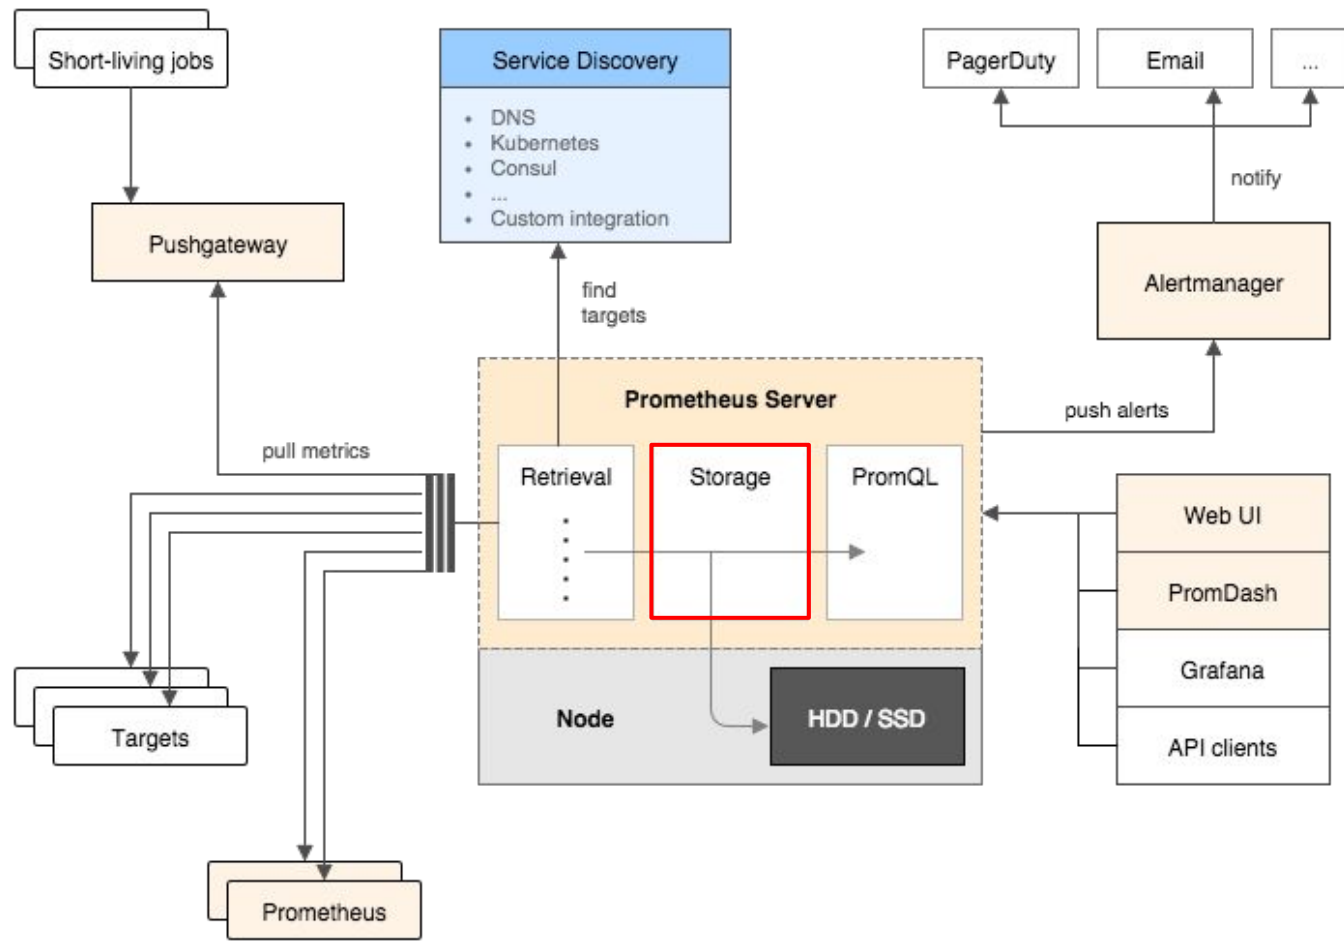 Short-living jobs
Service Discovery
• DNS
• Kubernetes
• Consul
• ...
• Custom integration
PagerDuty
Email
...
notify
Pushgateway
Alertmanager
find
targets
Prometheus Server
push alerts
pull metrics
Retrieval
Storage
PromQL
Web UI
PromDash
Grafana
API clients
Node
HDD / SSD
Targets
Prometheus